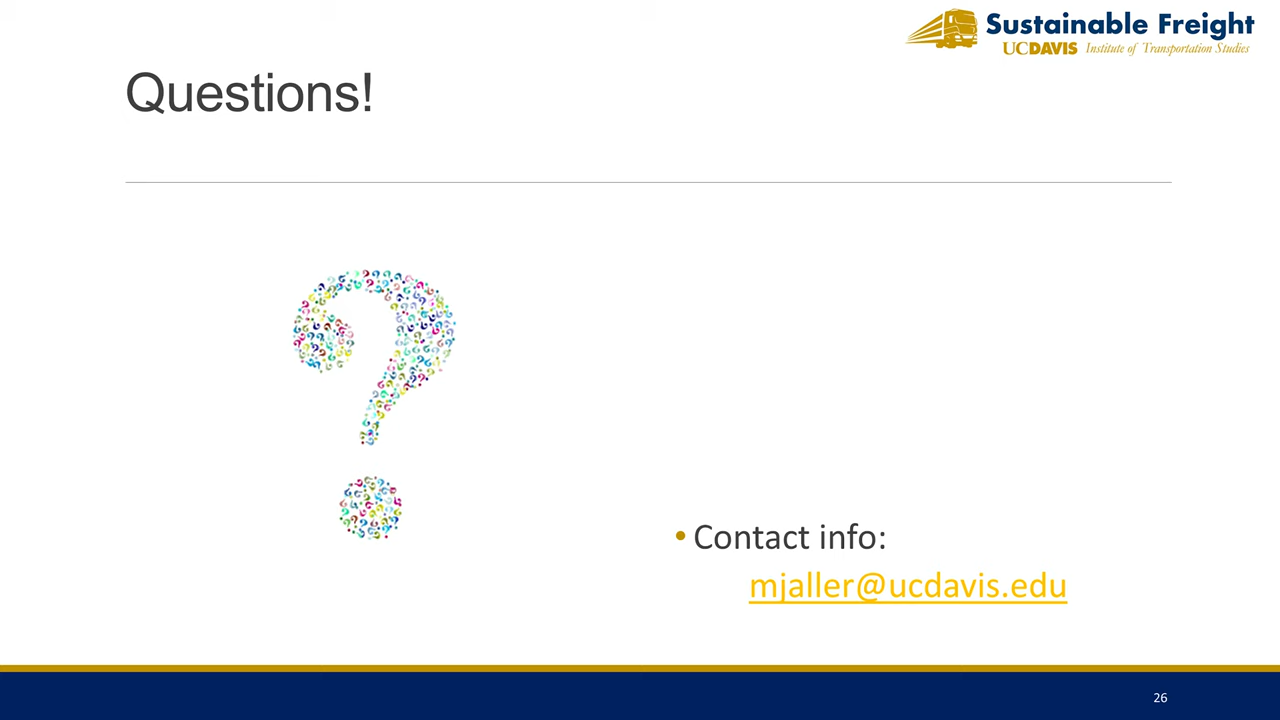 Sustainable Freight
UCDAVIS Institute of Transportation Studies
Questions!
• Contact info:
mjaller@ucdavis.edu
26